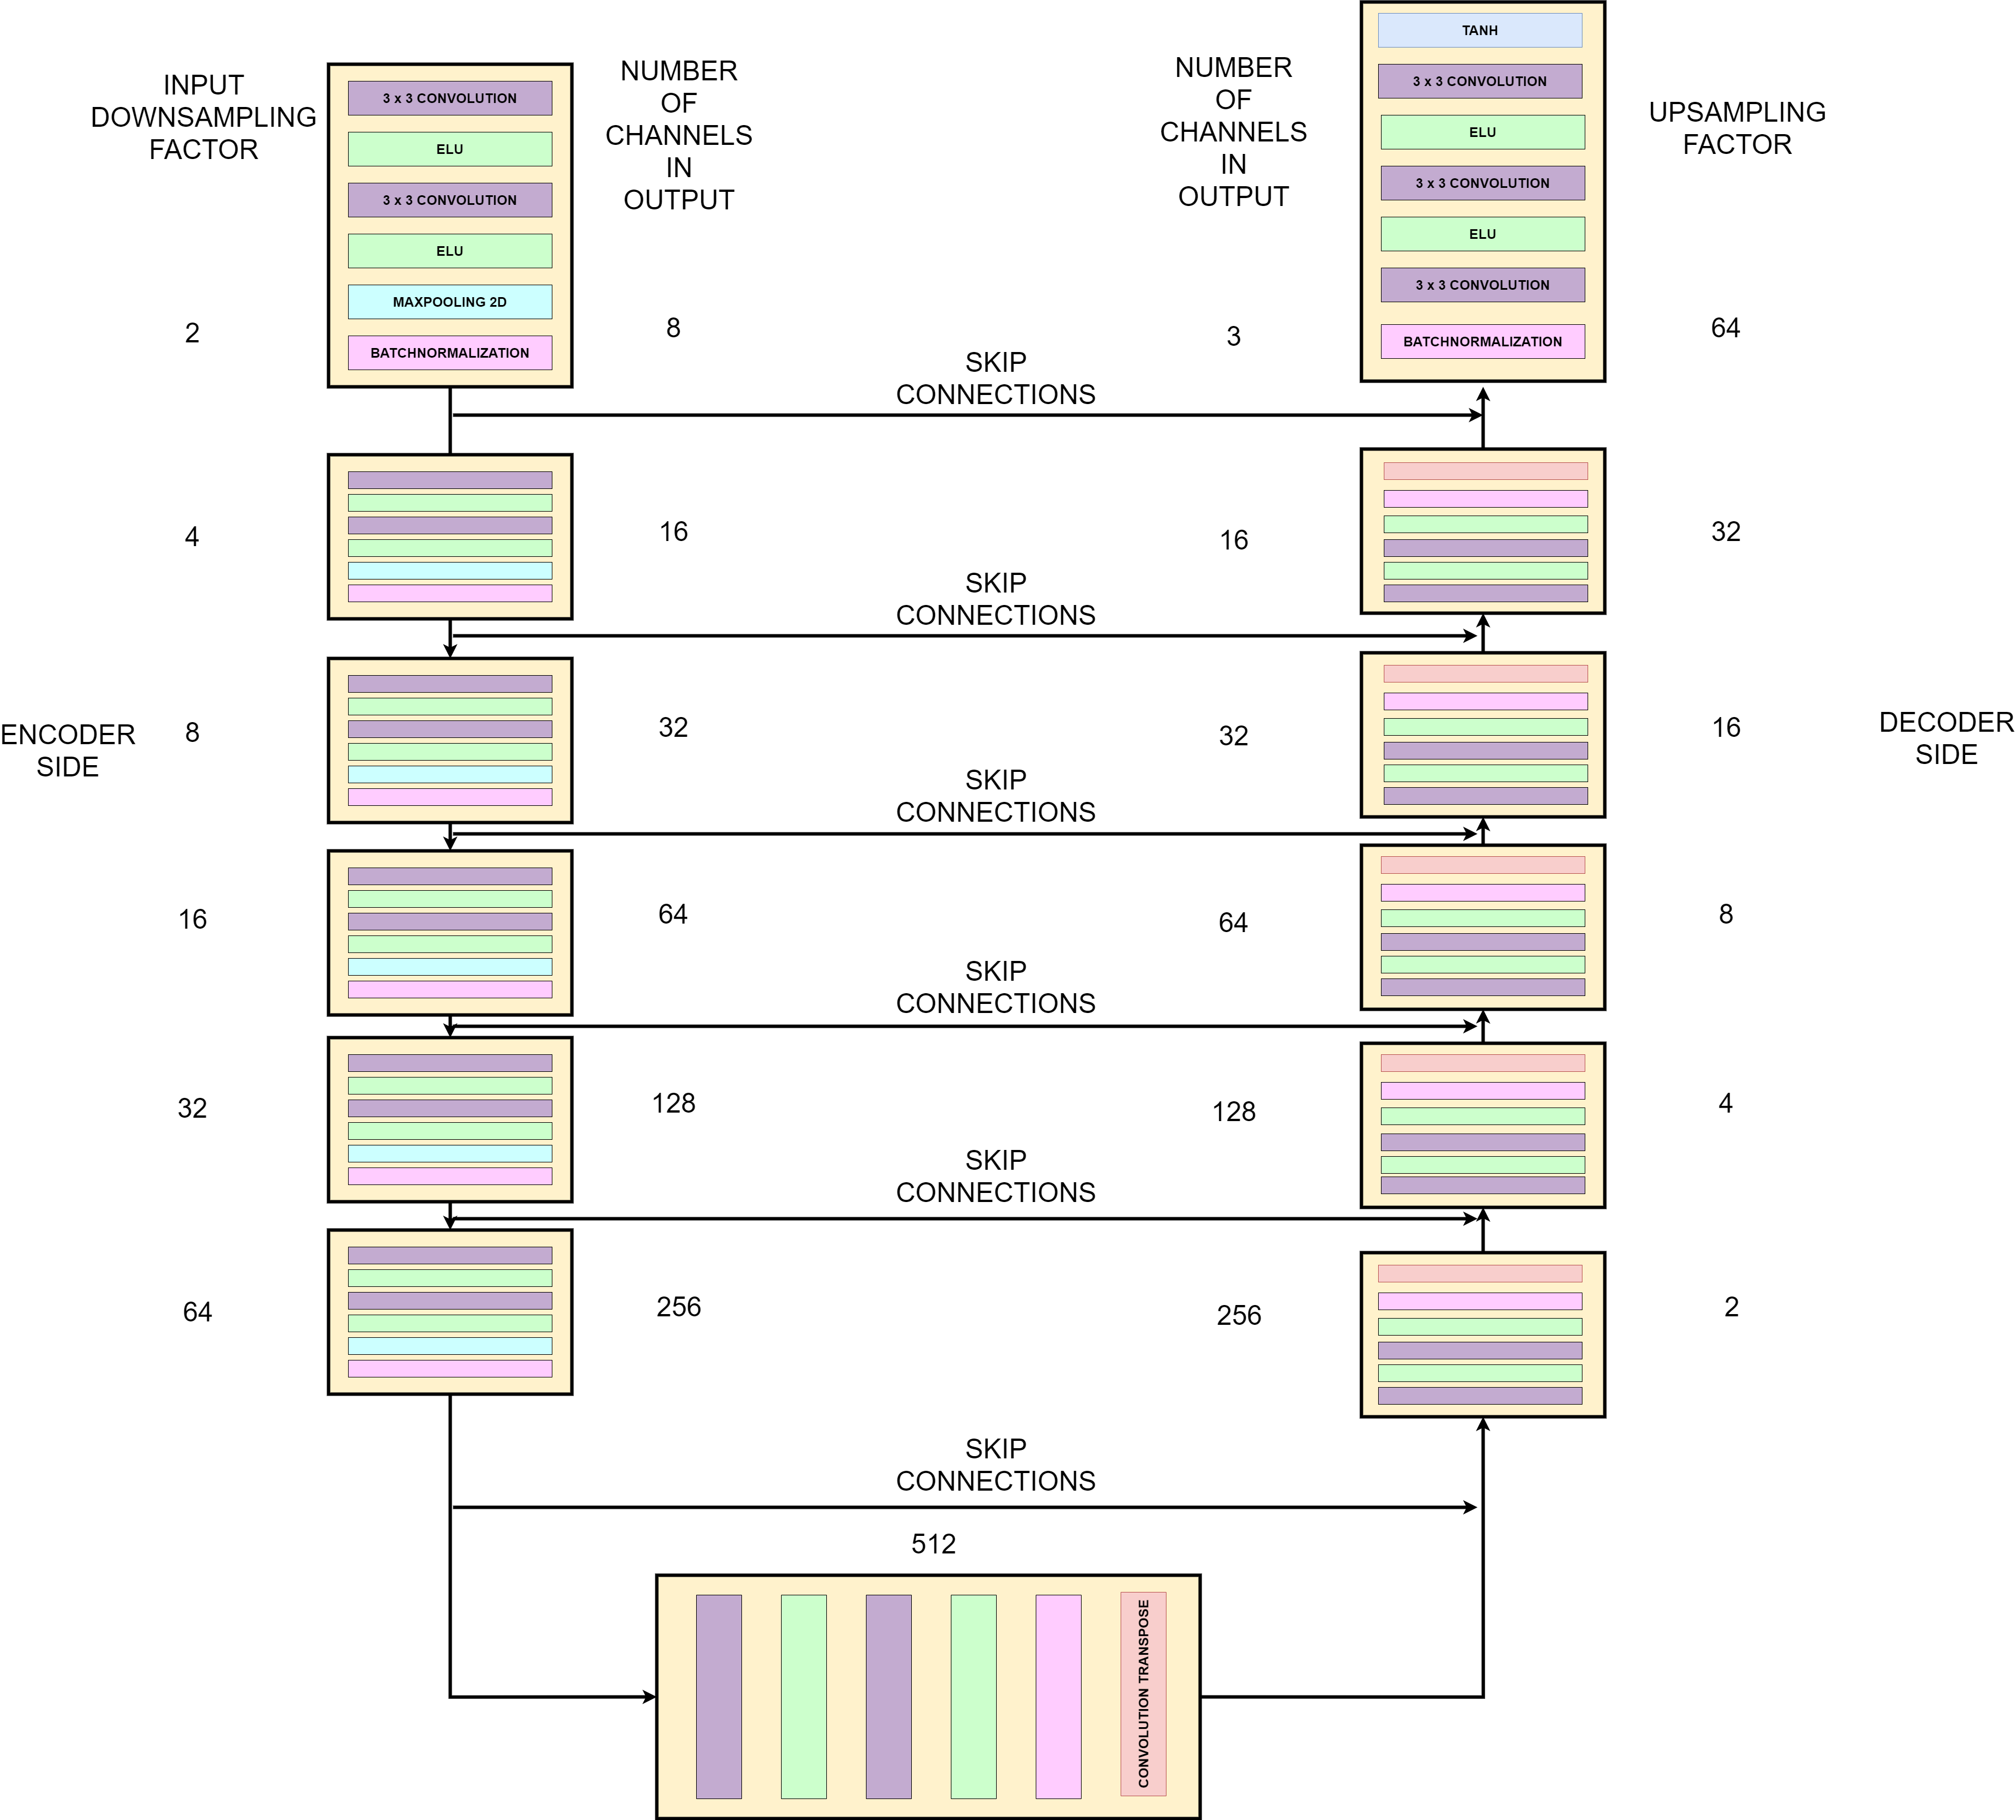 INPUT
DOWNSAMPLING
FACTOR
3 x 3 CONVOLUTION
ELU
3 x 3 CONVOLUTION
ELU
MAXPOOLING 2D
BATCHNORMALIZATION
NUMBER
OF
CHANNELS
IN
OUTPUT
NUMBER
OF
CHANNELS
IN
OUTPUT
TANH
3 x 3 CONVOLUTION
ELU
3 x 3 CONVOLUTION
ELU
3 x 3 CONVOLUTION
BATCHNORMALIZATION
UPSAMPLING
FACTOR
2
8
3
64
SKIP
CONNECTIONS
4
16
16
32
SKIP
CONNECTIONS
ENCODER
SIDE
8
32
32
16
DECODER
SIDE
SKIP
CONNECTIONS
16
64
64
8
SKIP
CONNECTIONS
32
128
128
4
SKIP
CONNECTIONS
64
256
256
2
SKIP
CONNECTIONS
512
CONVOLUTION TRANSPOSE